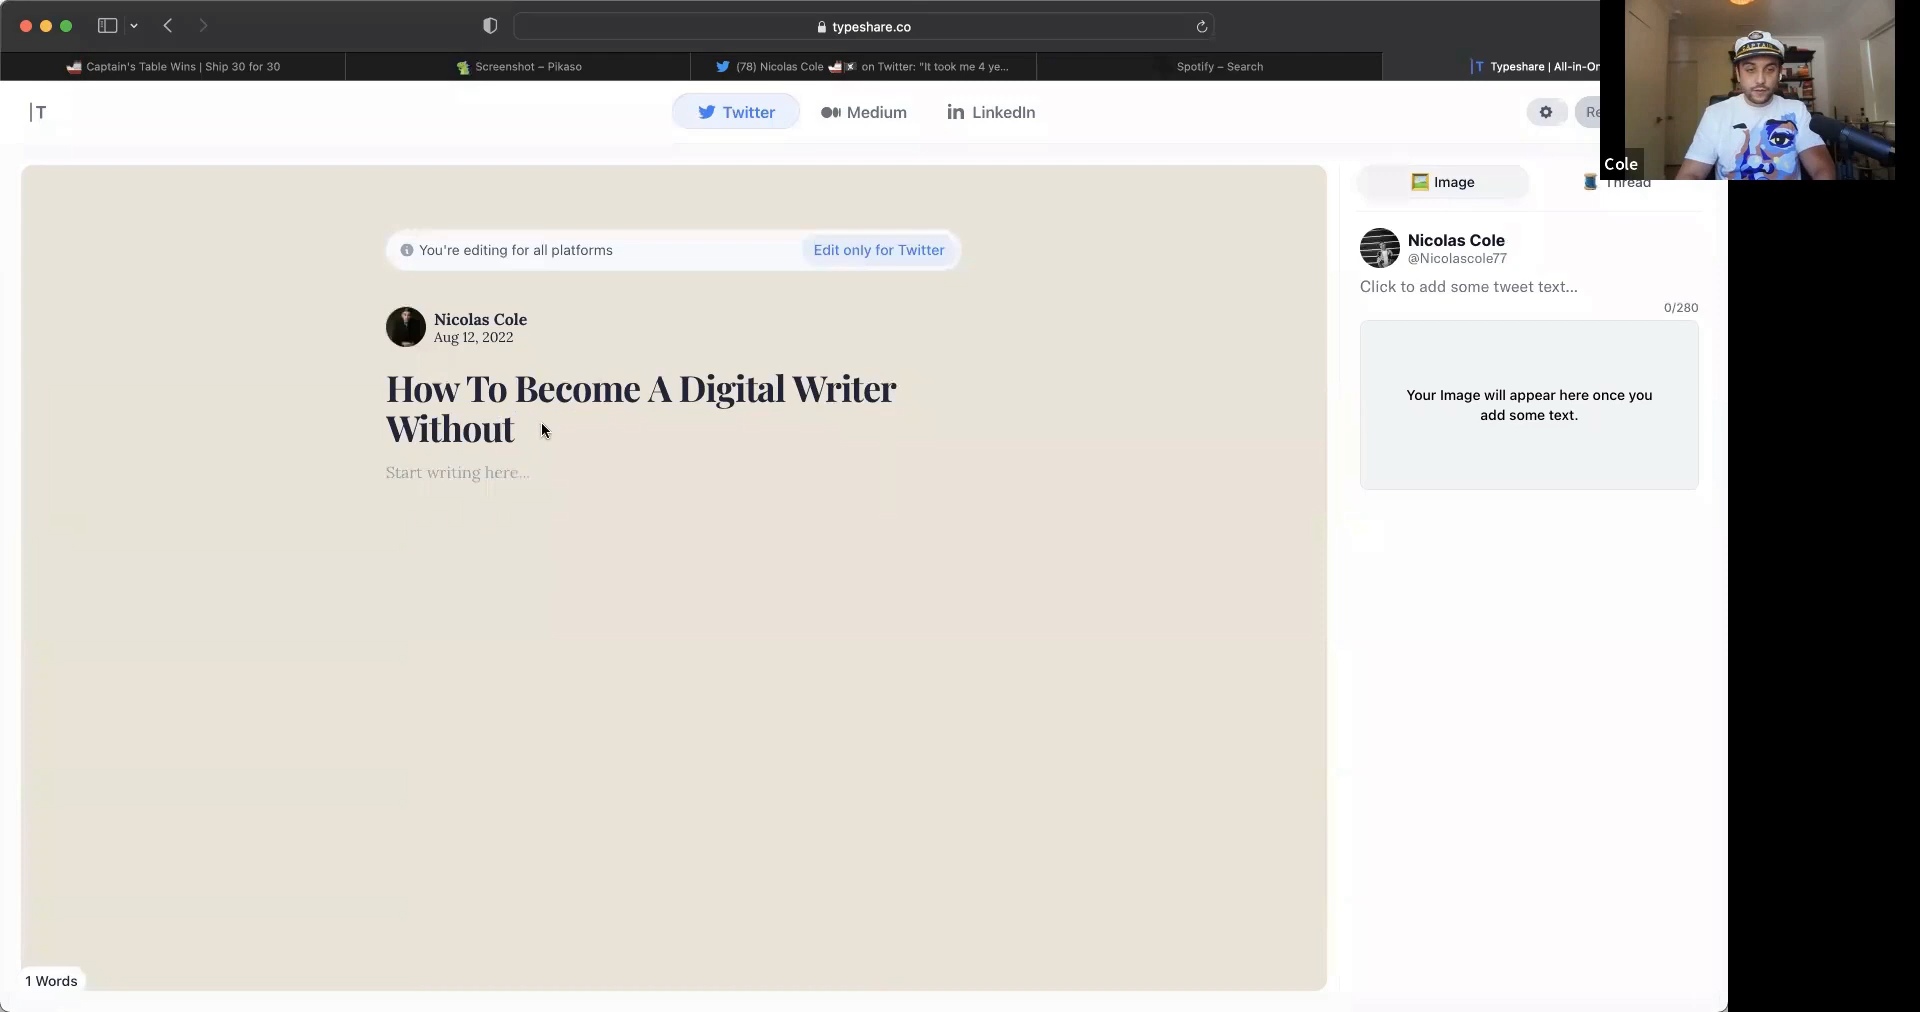 typeshare.co
Captain's Table Wins | Ship 30 for 30
Screenshot – Pikaso
(78) Nicolas Cole on Twitter: "It took me 4 ye...
Spotify – Search
Typeshare | All-in-On
|T
Twitter
Medium
LinkedIn
Re
Cole
Image
Thread
You're editing for all platforms
Edit only for Twitter
Nicolas Cole
@Nicolascole77
Click to add some tweet text...
0/280
Nicolas Cole
Aug 12, 2022
How To Become A Digital Writer
Without
Start writing here...
Your Image will appear here once you
add some text.
1 Words